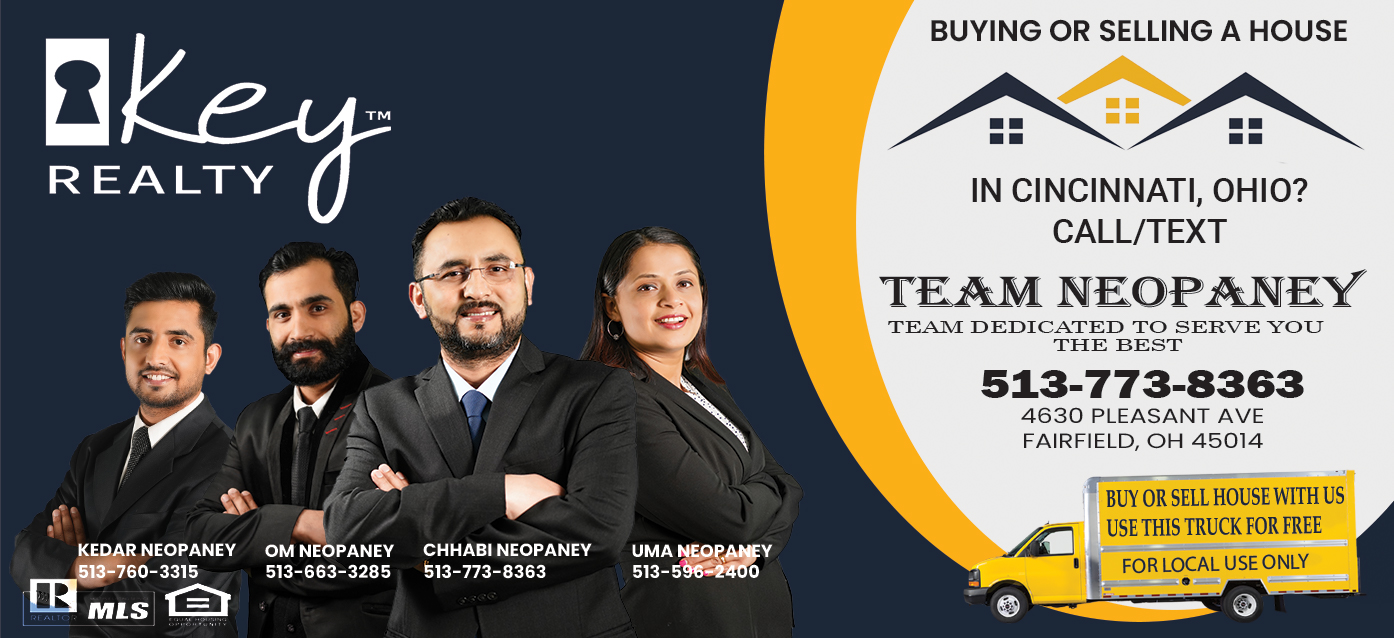 Key™
REALTY
KEDAR NEOPANEY
513-760-3315
OM NEOPANEY
513-663-3285
CHHABI NEOPANEY
513-773-8363
UMA NEOPANEY
513-596-2400
R
REALTOR
MLS
EQUAL HOUSING
OPPORTUNITY
BUYING OR SELLING A HOUSE
IN CINCINNATI, OHIO?
CALL/TEXT
TEAM NEOPANEY
TEAM DEDICATED TO SERVE YOU
THE BEST
513-773-8363
4630 PLEASANT AVE
FAIRFIELD, OH 45014
BUY OR SELL HOUSE WITH US
USE THIS TRUCK FOR FREE
FOR LOCAL USE ONLY